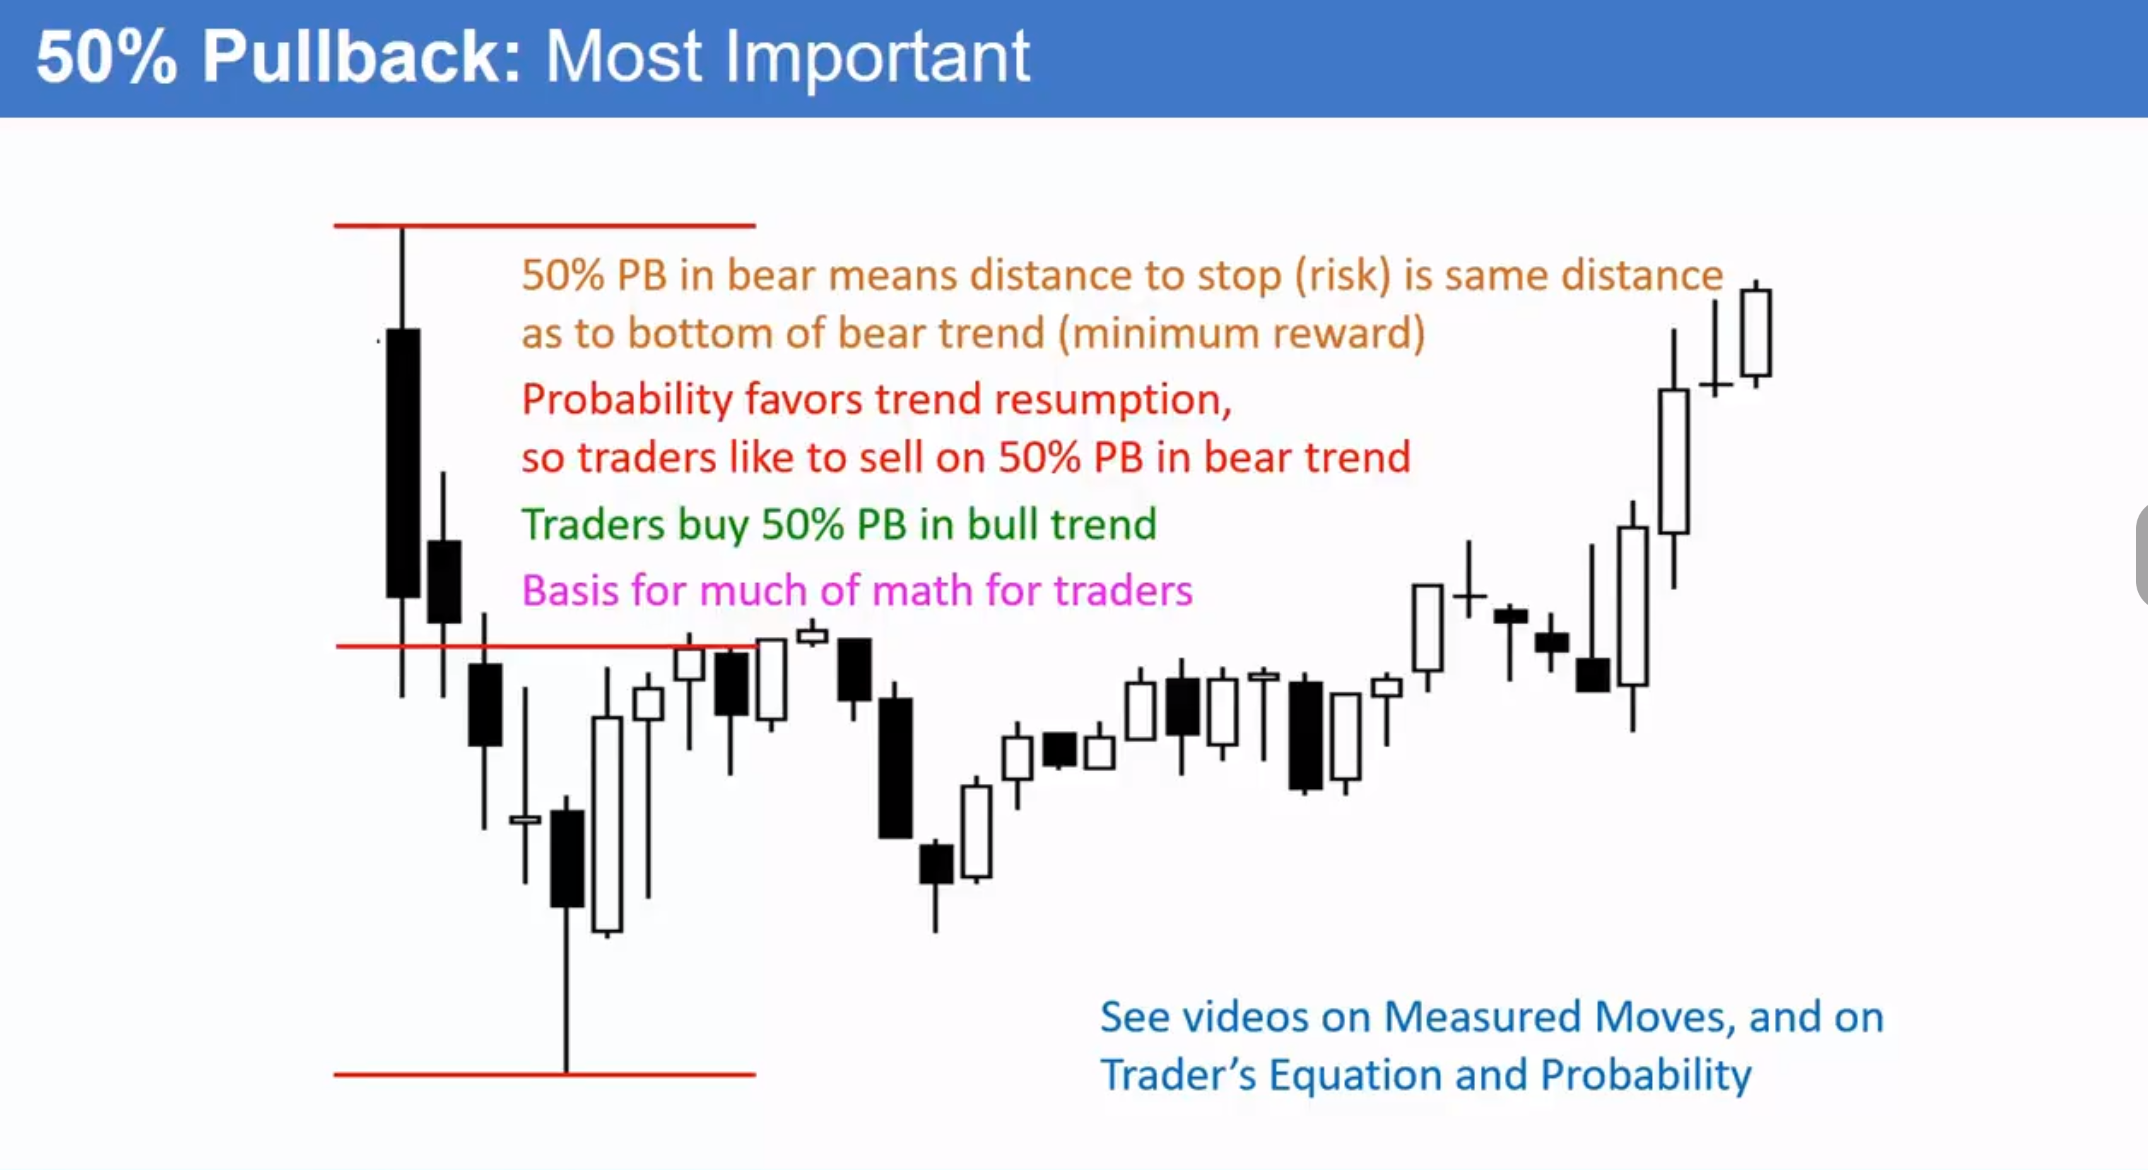 50% Pullback: Most Important
50% PB in bear means distance to stop (risk) is same distance
as to bottom of bear trend (minimum reward)
Probability favors trend resumption,
so traders like to sell on 50% PB in bear trend
Traders buy 50% PB in bull trend
Basis for much of math for traders
See videos on Measured Moves, and on
Trader’s Equation and Probability